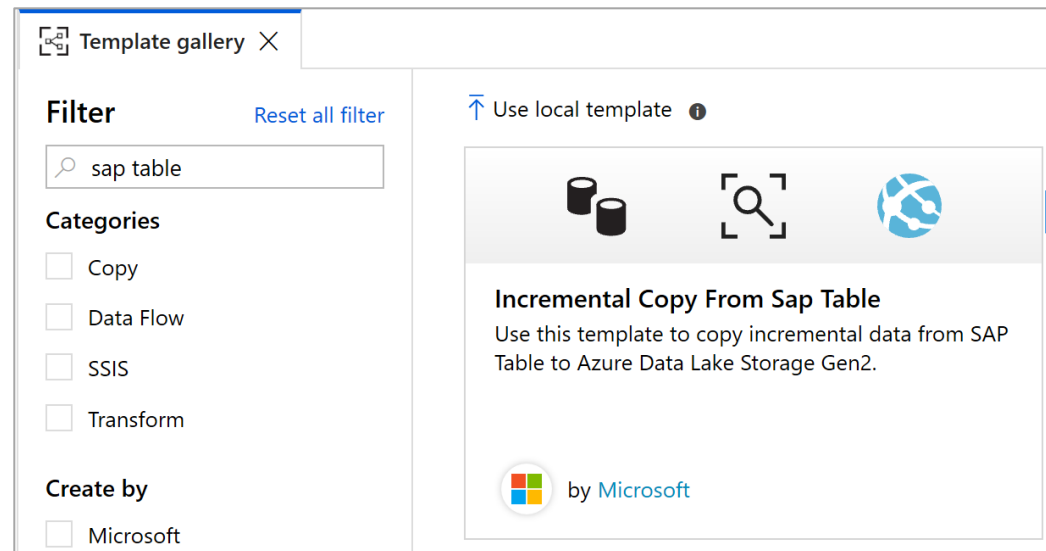 Template gallery
Filter
Reset all filter
sap table
Categories
Copy
Data Flow
SSIS
Transform
Create by
Microsoft
Use local template
Incremental Copy From Sap Table
Use this template to copy incremental data from SAP
Table to Azure Data Lake Storage Gen2.
by Microsoft